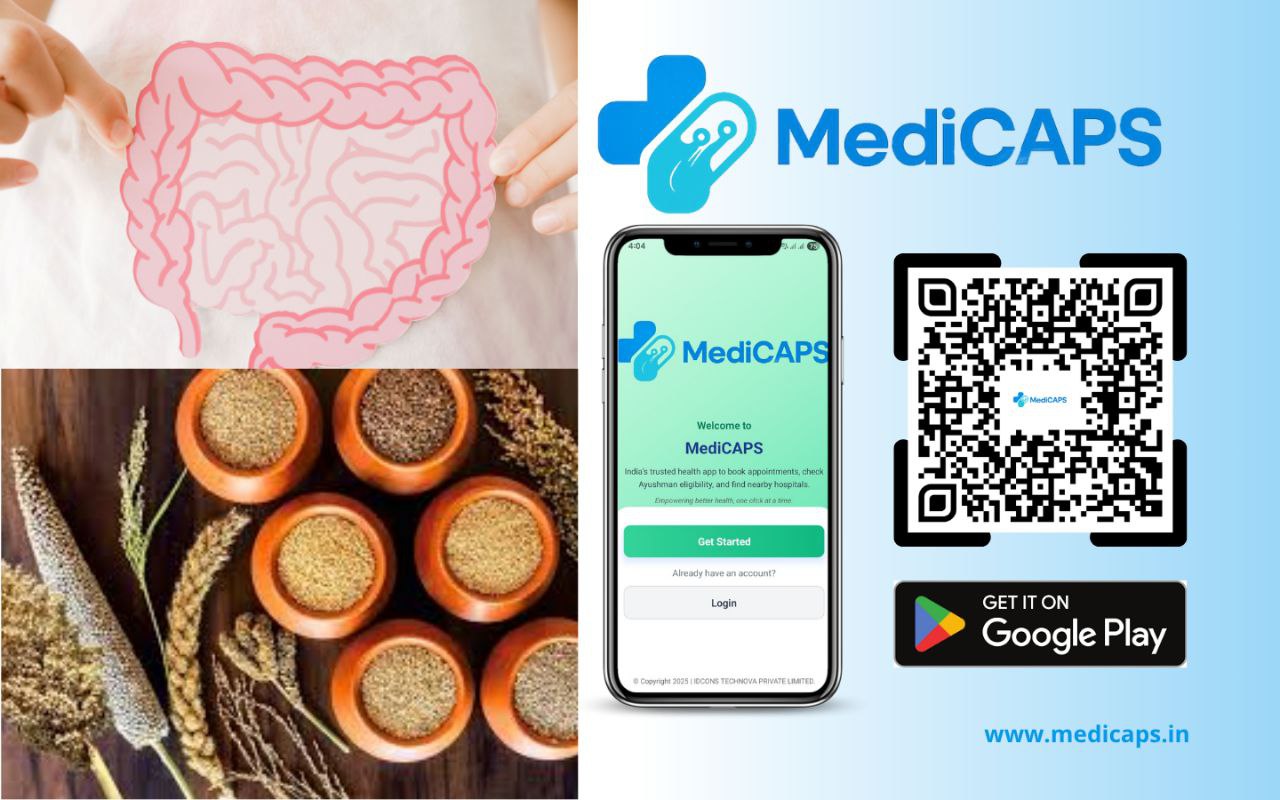 MediCAPS
4:04
MediCAPS
Welcome to
MediCAPS
India's trusted health app to book appointments, check
Ayushman eligibility, and find nearby hospitals.
Empowering better health, one click at a time.
Get Started
Already have an account?
Login
© Copyright 2025 | IDCONS TECHNOVA PRIVATE LIMITED.
MediCAPS
GET IT ON
Google Play
www.medicaps.in